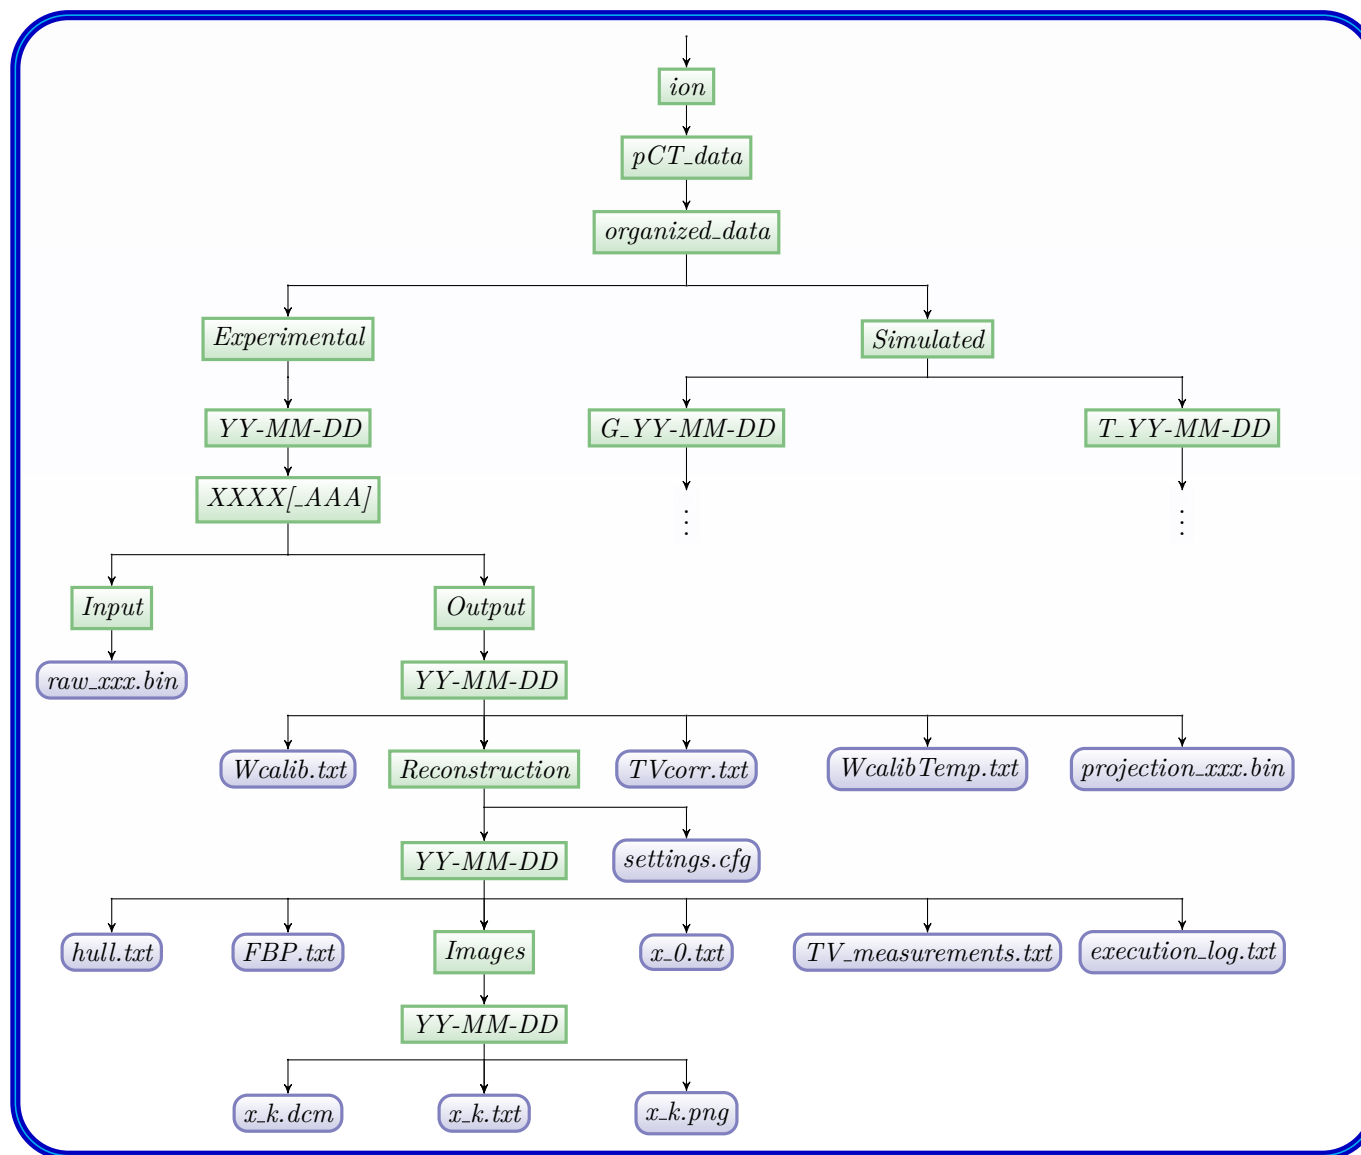 ion
pCT_data
organized_data
Experimental
Simulated
YY-MM-DD
G_YY-MM-DD
T_YY-MM-DD
XXXX[_AAA]
⋮
⋮
Input
Output
raw_xxx.bin
YY-MM-DD
Wcalib.txt
Reconstruction
TVcorr.txt
WcalibTemp.txt
projection_xxx.bin
YY-MM-DD
settings.cfg
hull.txt
FBP.txt
Images
x_0.txt
TV_measurements.txt
execution_log.txt
YY-MM-DD
x_k.dcm
x_k.txt
x_k.png